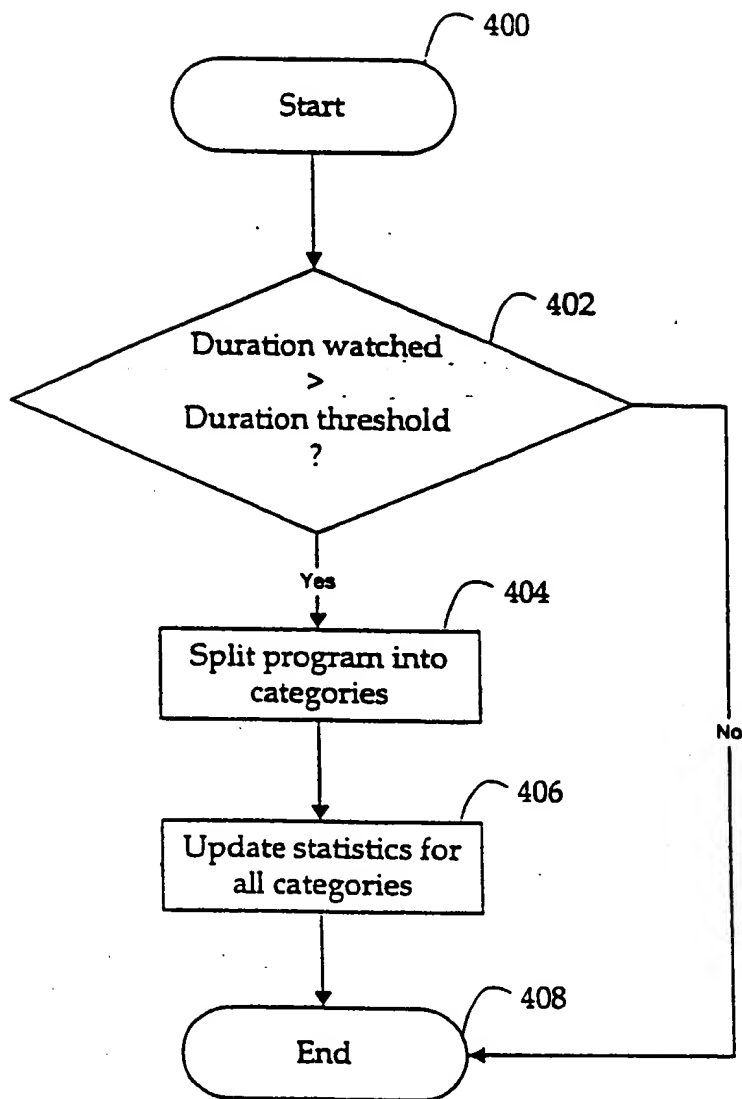 400
Start
402
Duration watched
>
Duration threshold
?
Yes
404
Split program into
categories
No
406
Update statistics for
all categories
408
End